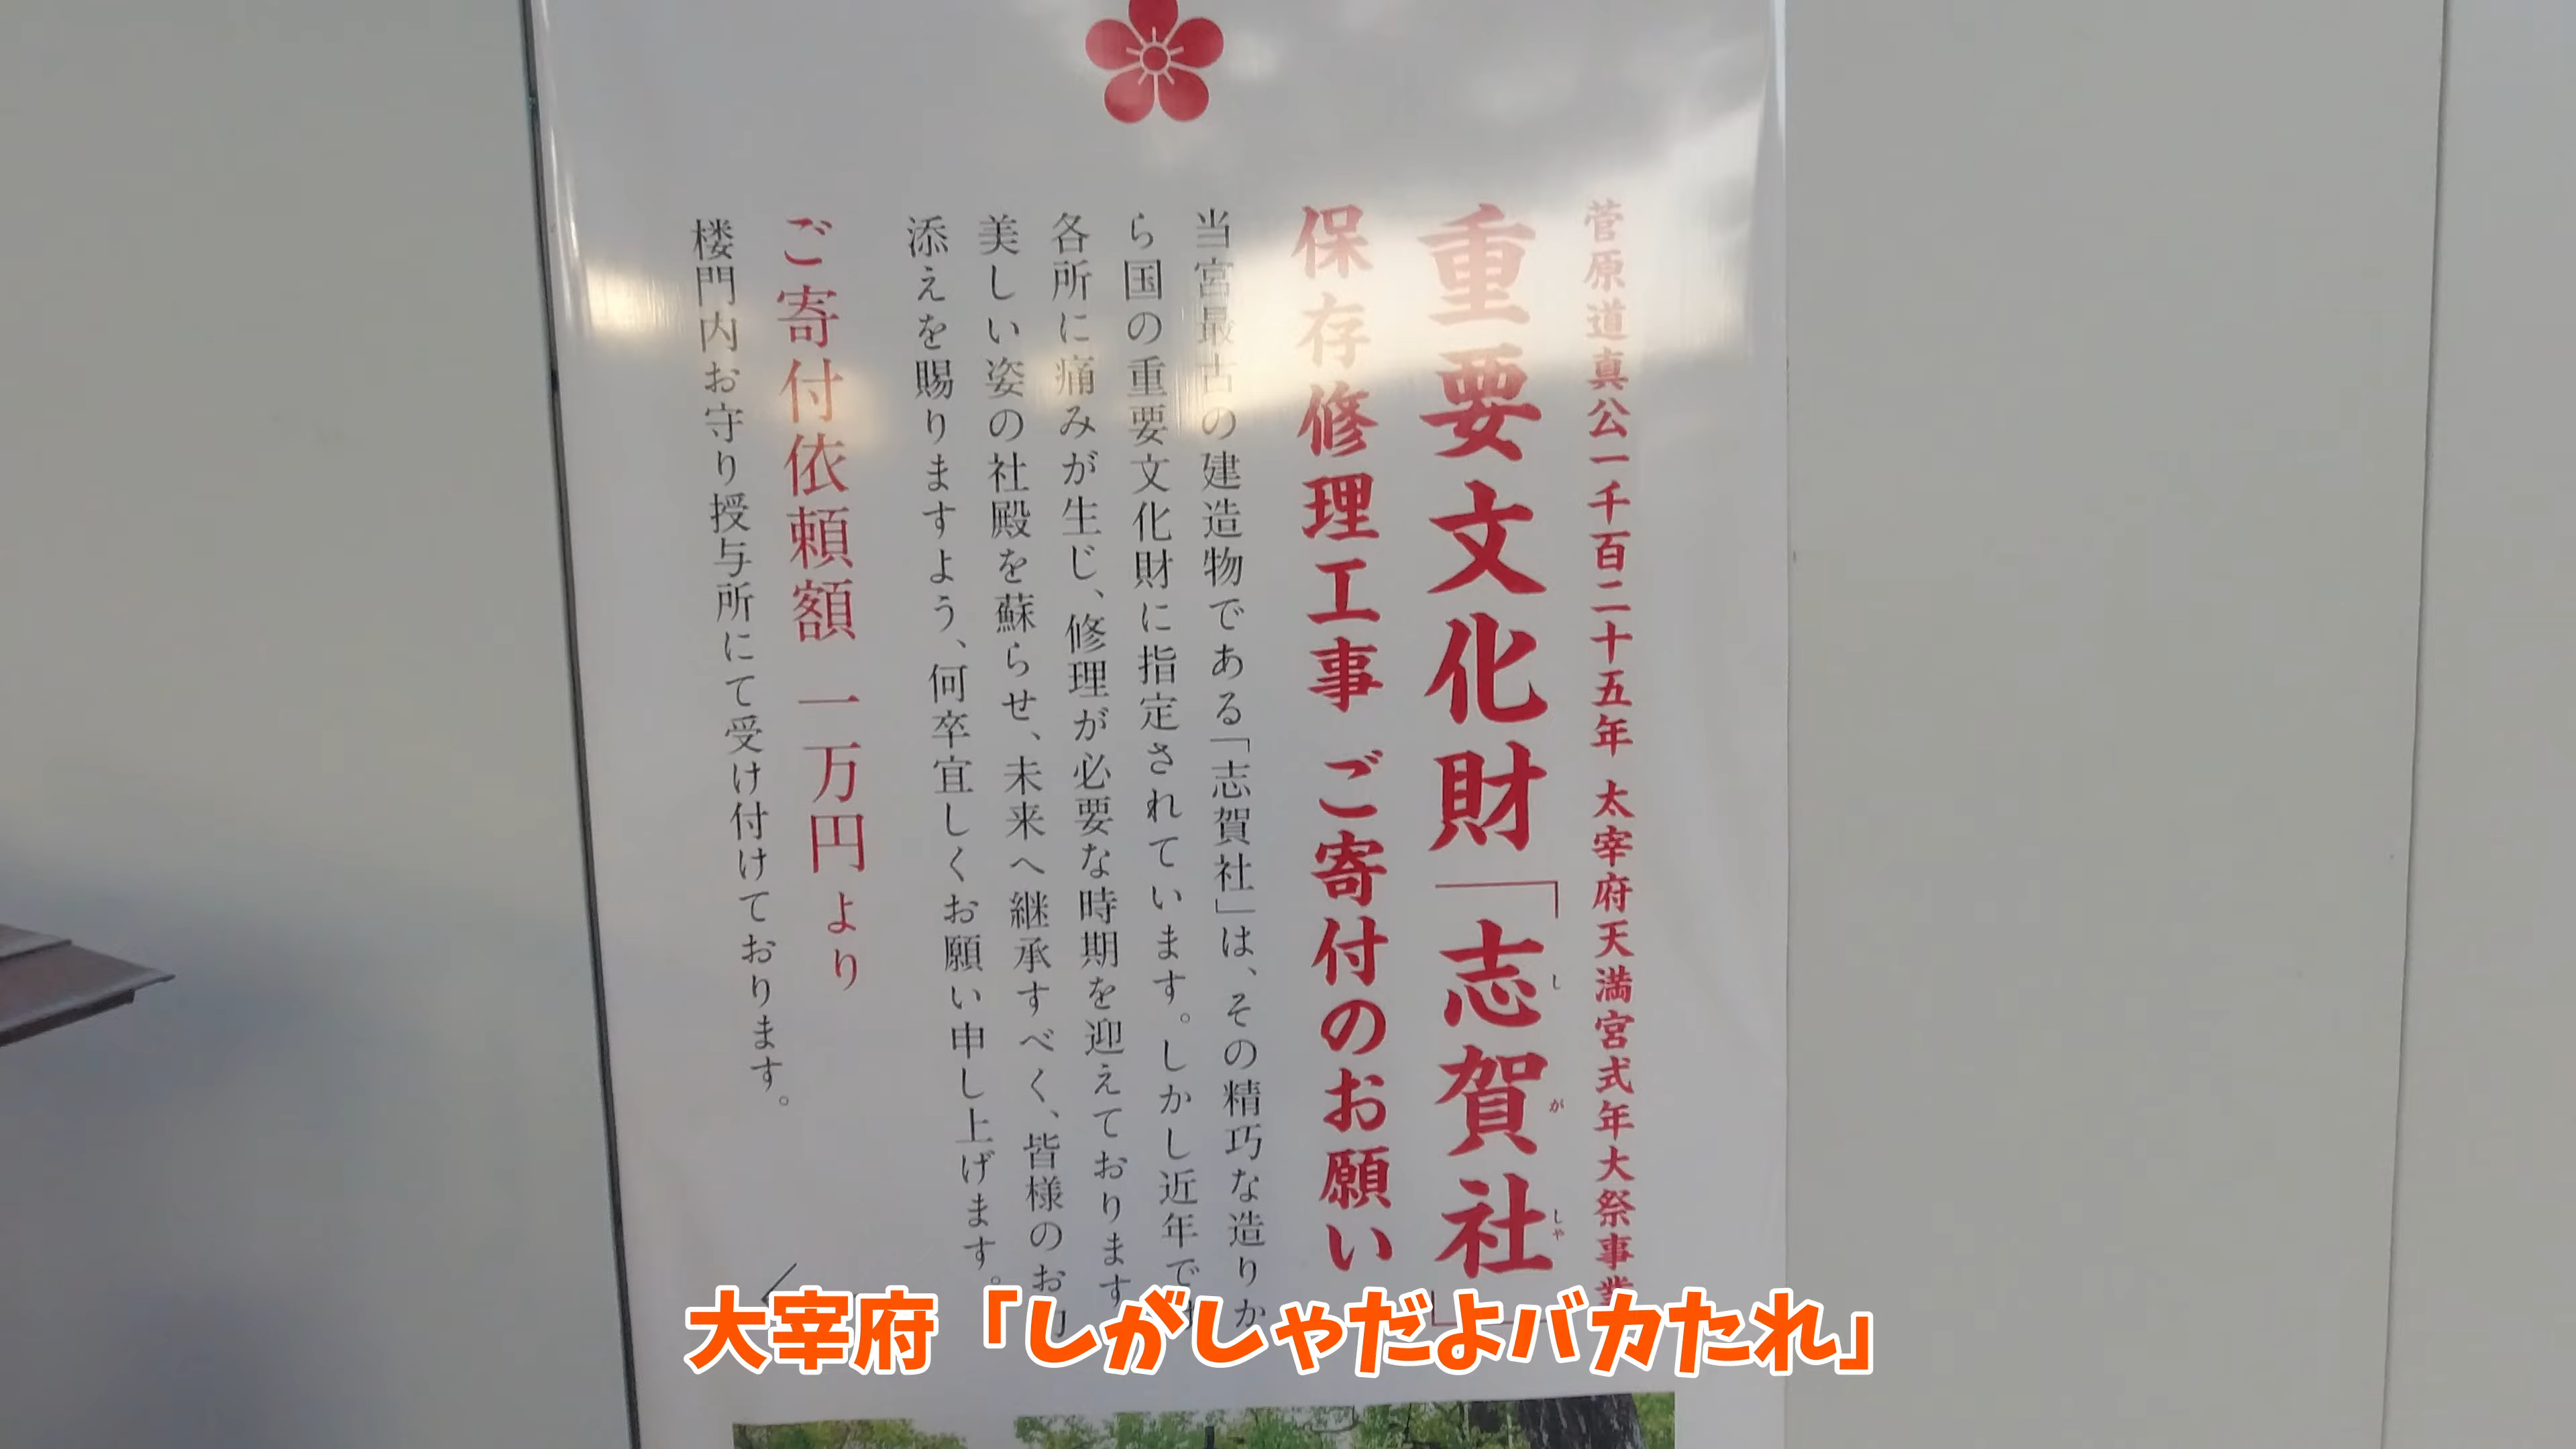 菅原道真公一千百二十五年 太宰府天満宮式年大祭事業
重要文化財「志賀社」
しがしゃ
保存修理工事 ご寄付のお願い
当宮最古の建造物である「志賀社」は、その精巧な造りか
ら国の重要文化財に指定されています。しかし近年では
各所に痛みが生じ、修理が必要な時期を迎えております
美しい姿の社殿を蘇らせ、未来へ継承すべく、皆様のお力
添えを賜りますよう、何卒宜しくお願い申し上げます。
ご寄付依頼額 一万円より
楼門内お守り授与所にて受け付けております。
大宰府「しがしゃだよバカたれ」